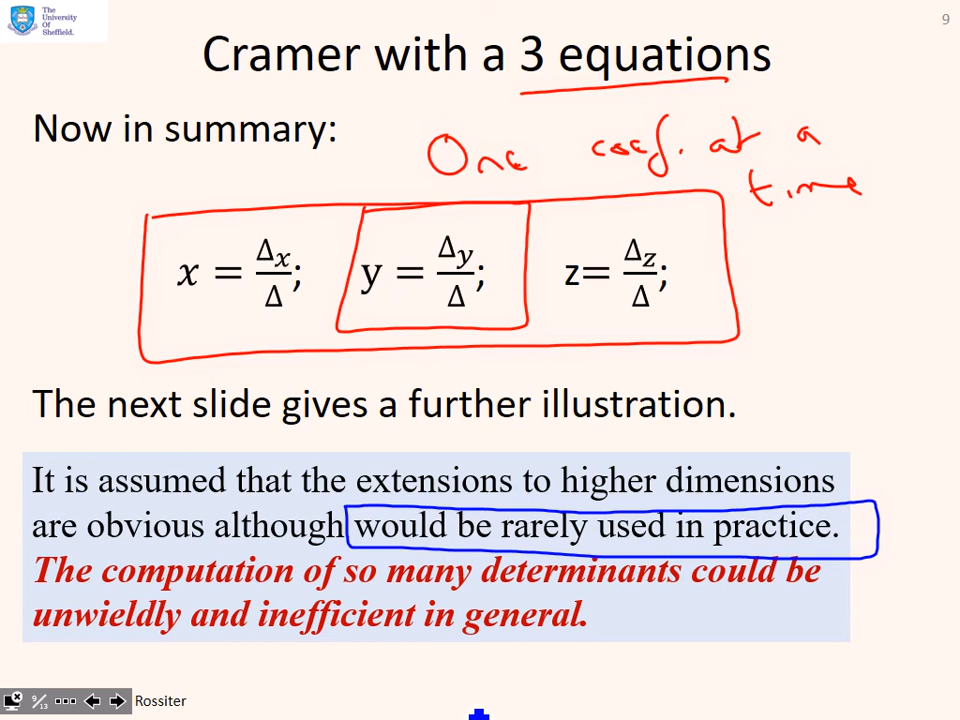 The
University
Of
Sheffield.
9
Cramer with a 3 equations
Now in summary:
One coef. at a
time
x = Δx/Δ; y = Δy/Δ; z= Δz/Δ;
The next slide gives a further illustration.
It is assumed that the extensions to higher dimensions
are obvious although would be rarely used in practice.
The computation of so many determinants could be
unwieldly and inefficient in general.
9/13 Rossiter